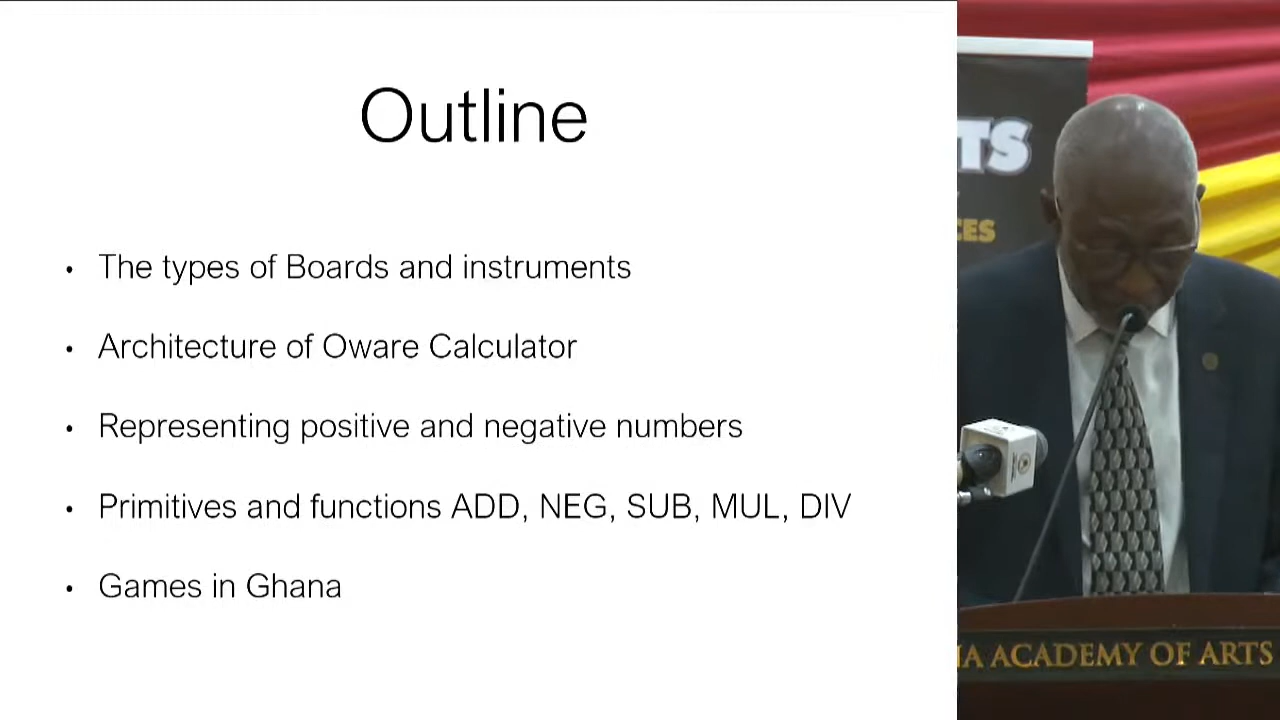 Outline
• The types of Boards and instruments
• Architecture of Oware Calculator
• Representing positive and negative numbers
• Primitives and functions ADD, NEG, SUB, MUL, DIV
• Games in Ghana
TS
CES
IA ACADEMY OF ARTS